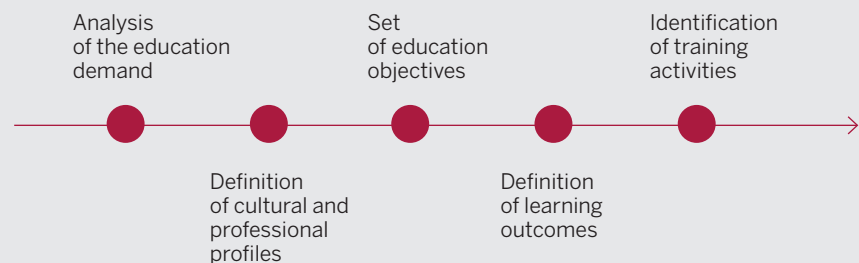 Analysis
of the education
demand
Definition
of cultural and
professional
profiles
Set
of education
objectives
Definition
of learning
outcomes
Identification
of training
activities